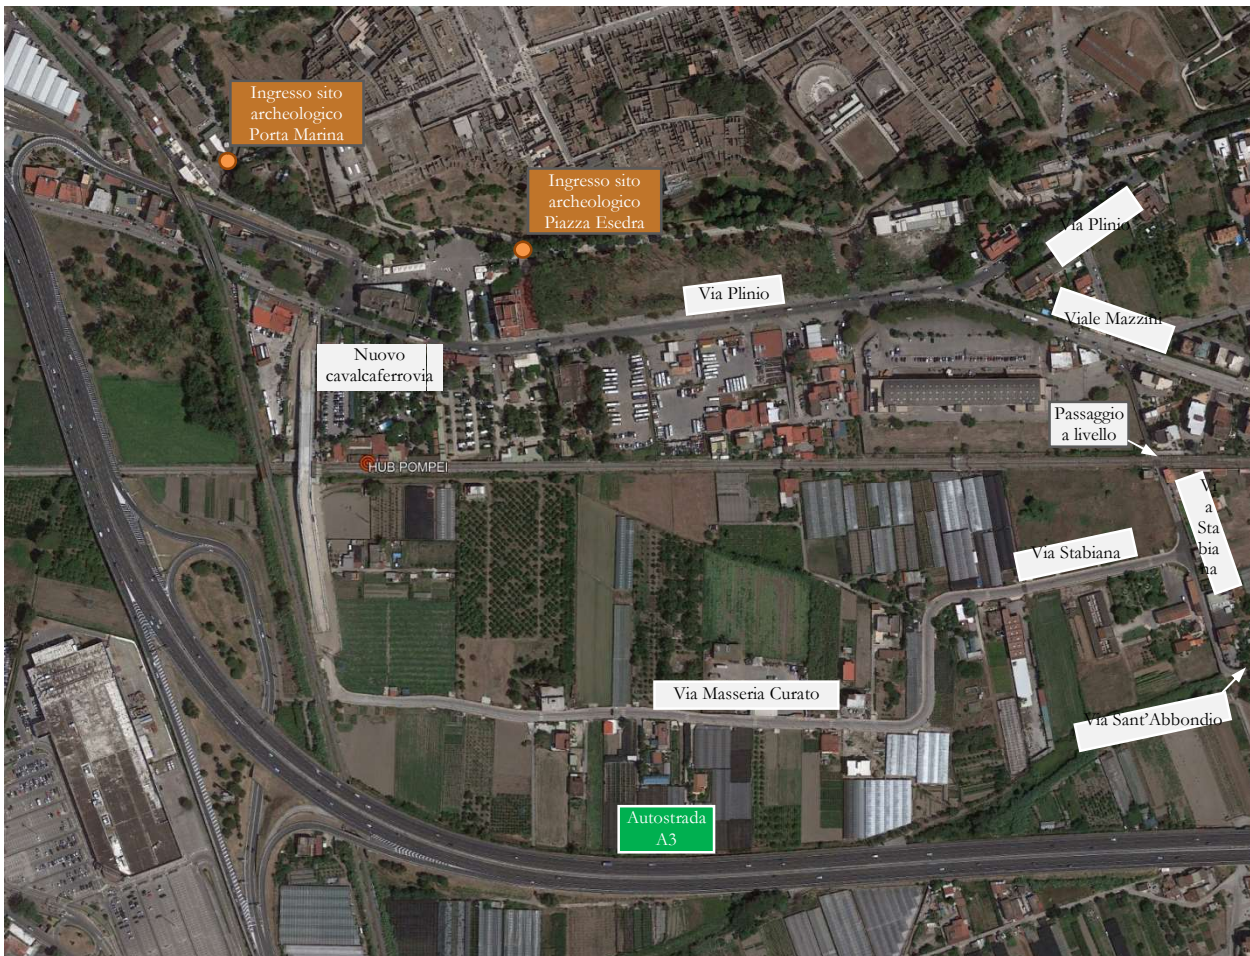 Ingresso sito
archeologico
Porta Marina
Ingresso sito
archeologico
Piazza Esedra
Via Plinio
Via Plinio
Viale Mazzini
Nuovo
cavalcaferrovia
Passaggio
a livello
HUB POMPEI
Vi
a
Sta
bia
na
Via Stabiana
Via Masseria Curato
Via Sant'Abbondio
Autostrada
A3